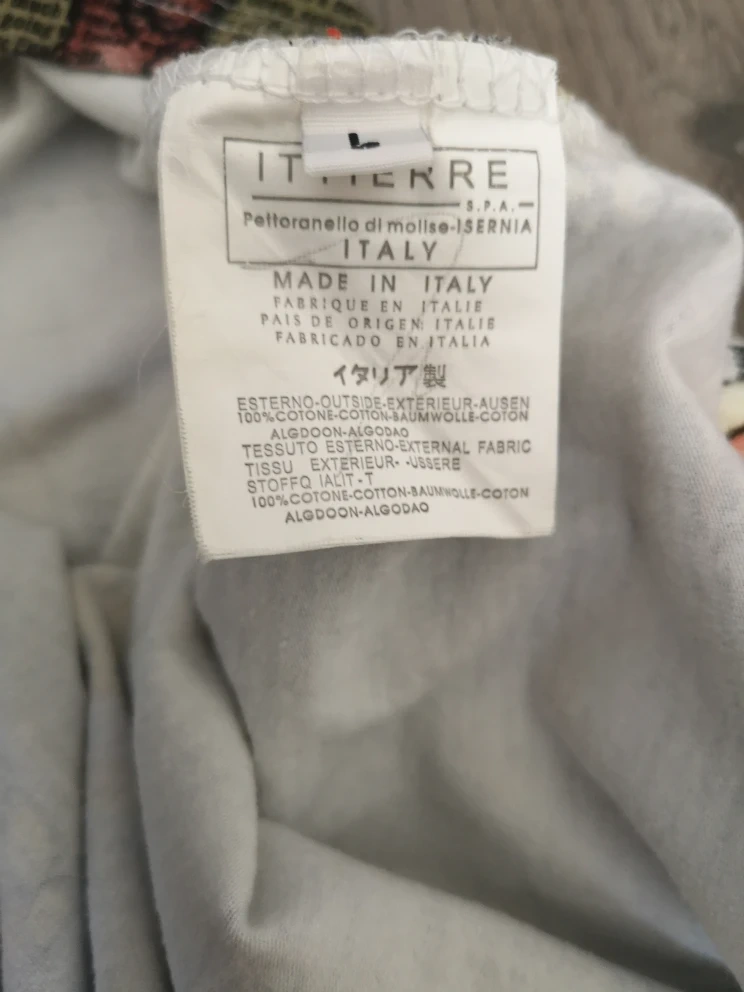 L
ITTIERRE
S.P.A.
Pettoranello di molise-ISERNIA
ITALY
MADE IN ITALY
FABRIQUE EN ITALIE
PAIS DE ORIGEN: ITALIE
FABRICADO EN ITALIA
イタリア製
ESTERNO-OUTSIDE-EXTERIEUR-AUSEN
100%COTONE-COTTON-BAUMWOLLE-COTON
ALGDOON-ALGODAO
TESSUTO ESTERNO-EXTERNAL FABRIC
TISSU EXTERIEUR- -USSERE
STOFFQ IALIT-T
100%COTONE-COTTON-BAUMWOLLE-COTON
ALGDOON-ALGODAO